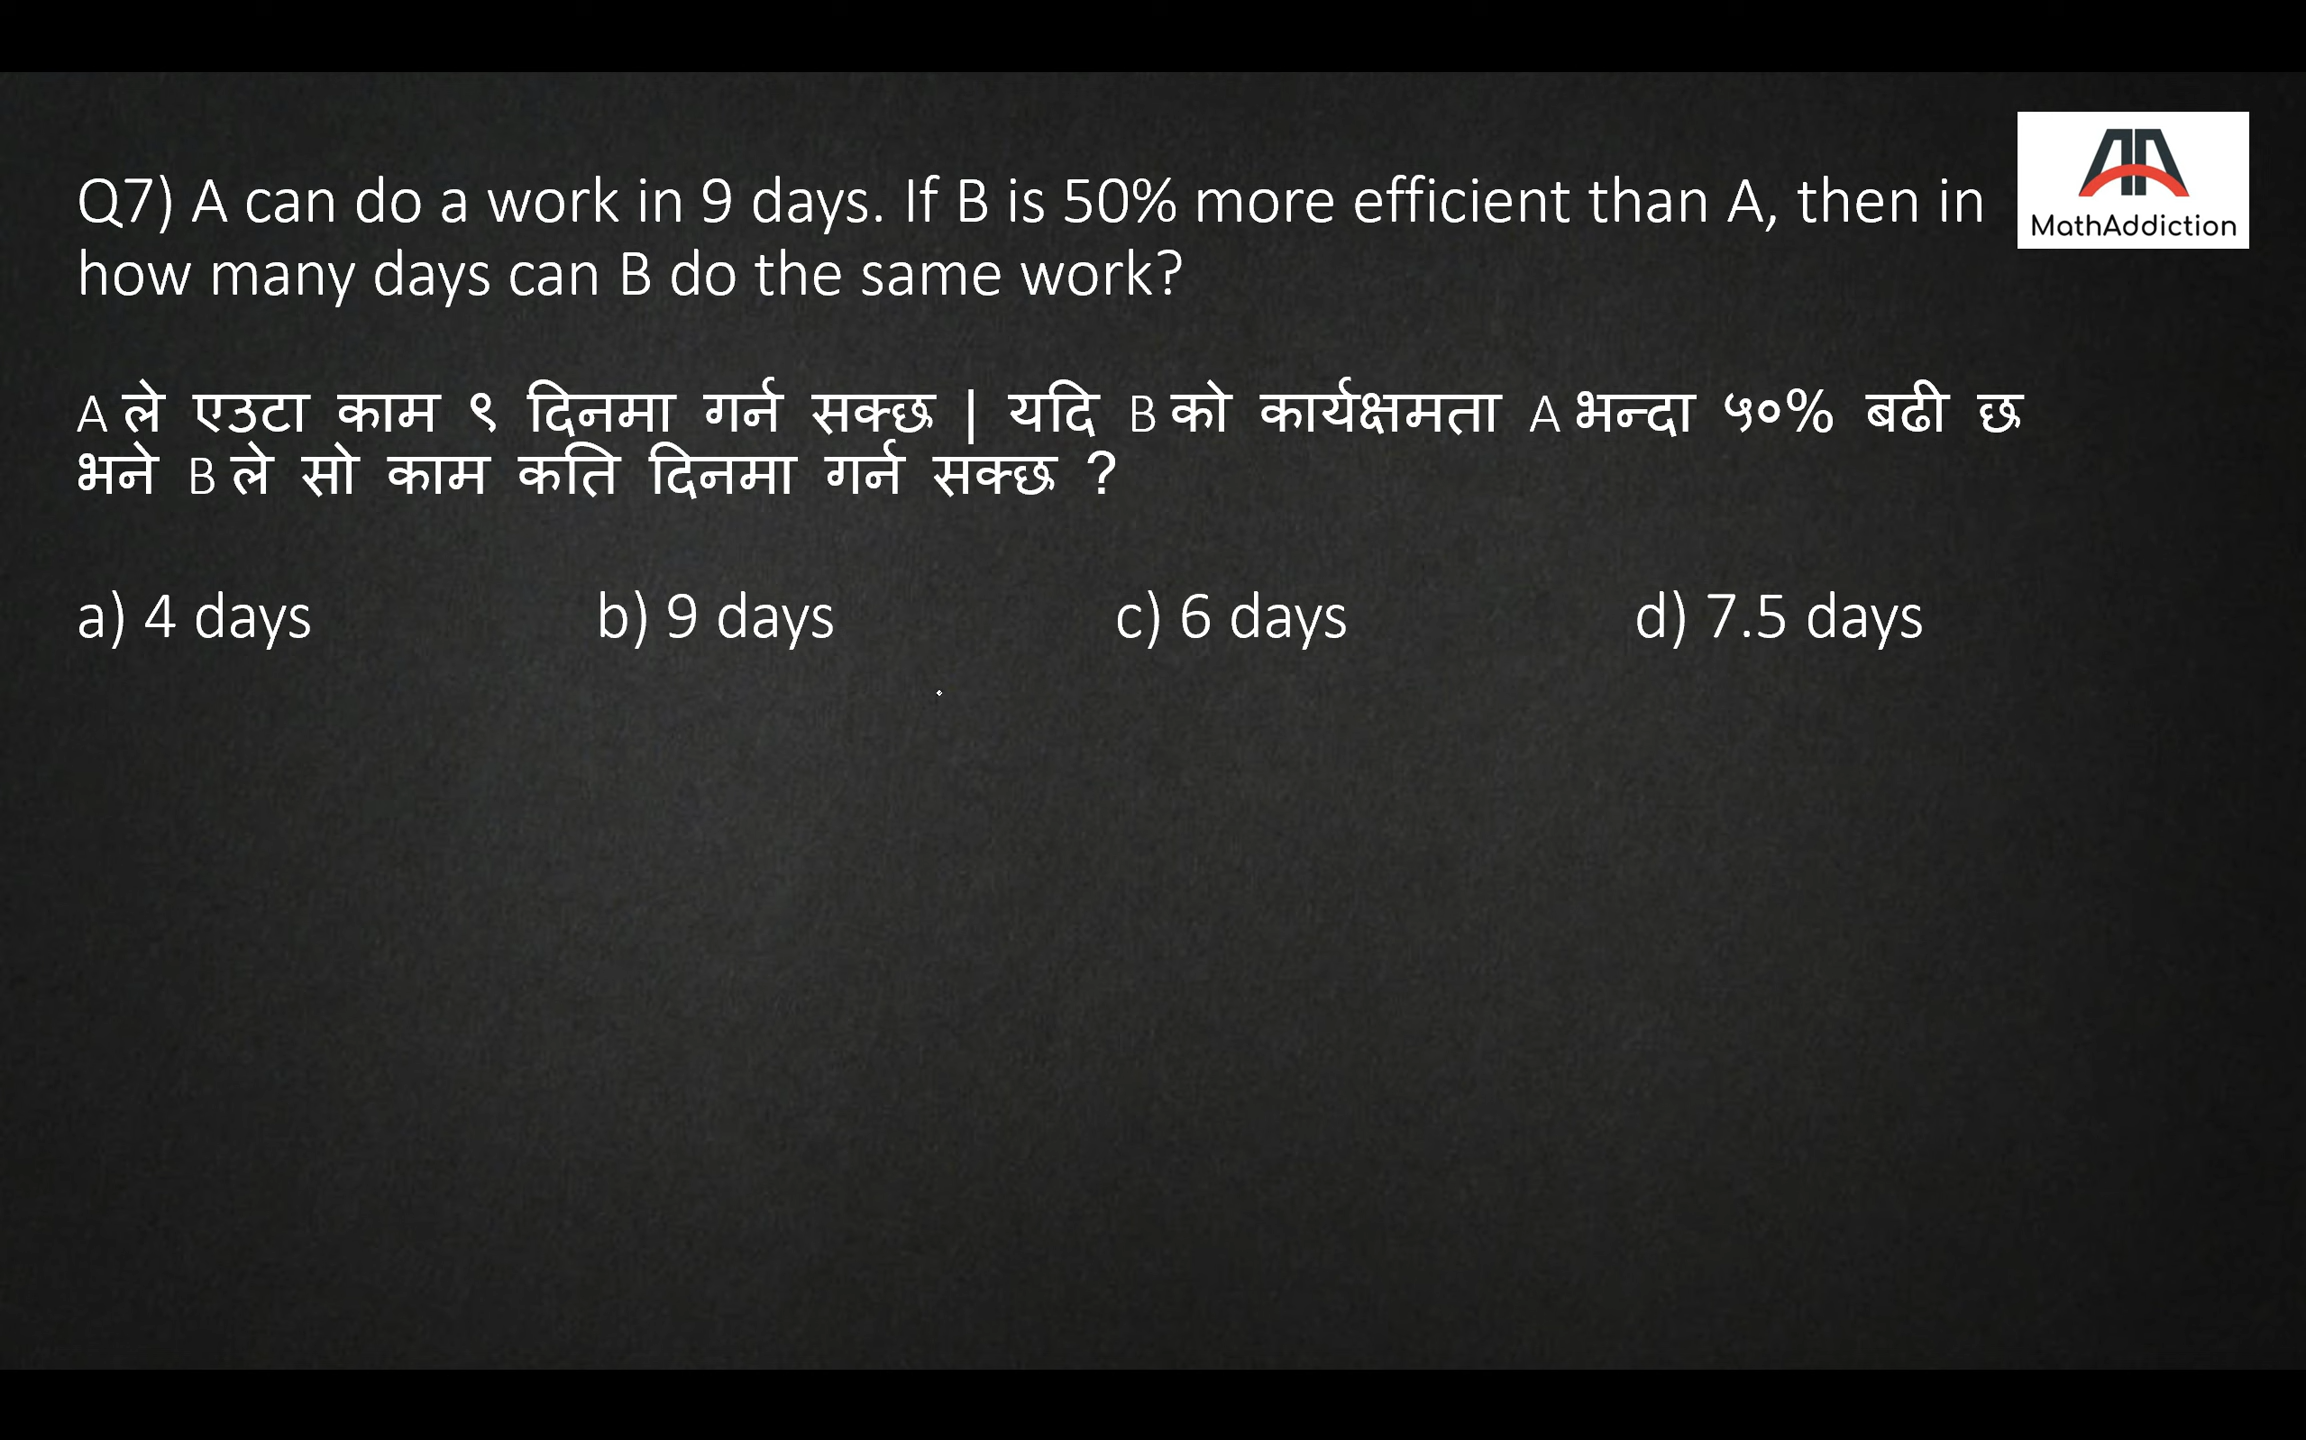 Q7) A can do a work in 9 days. If B is 50% more efficient than A, then in
how many days can B do the same work?
MathAddiction
A ले एउटा काम ९ दिनमा गर्न सक्छ | यदि B को कार्यक्षमता A भन्दा ५०% बढी छ
भने B ले सो काम कति दिनमा गर्न सक्छ ?
a) 4 days b) 9 days c) 6 days d) 7.5 days